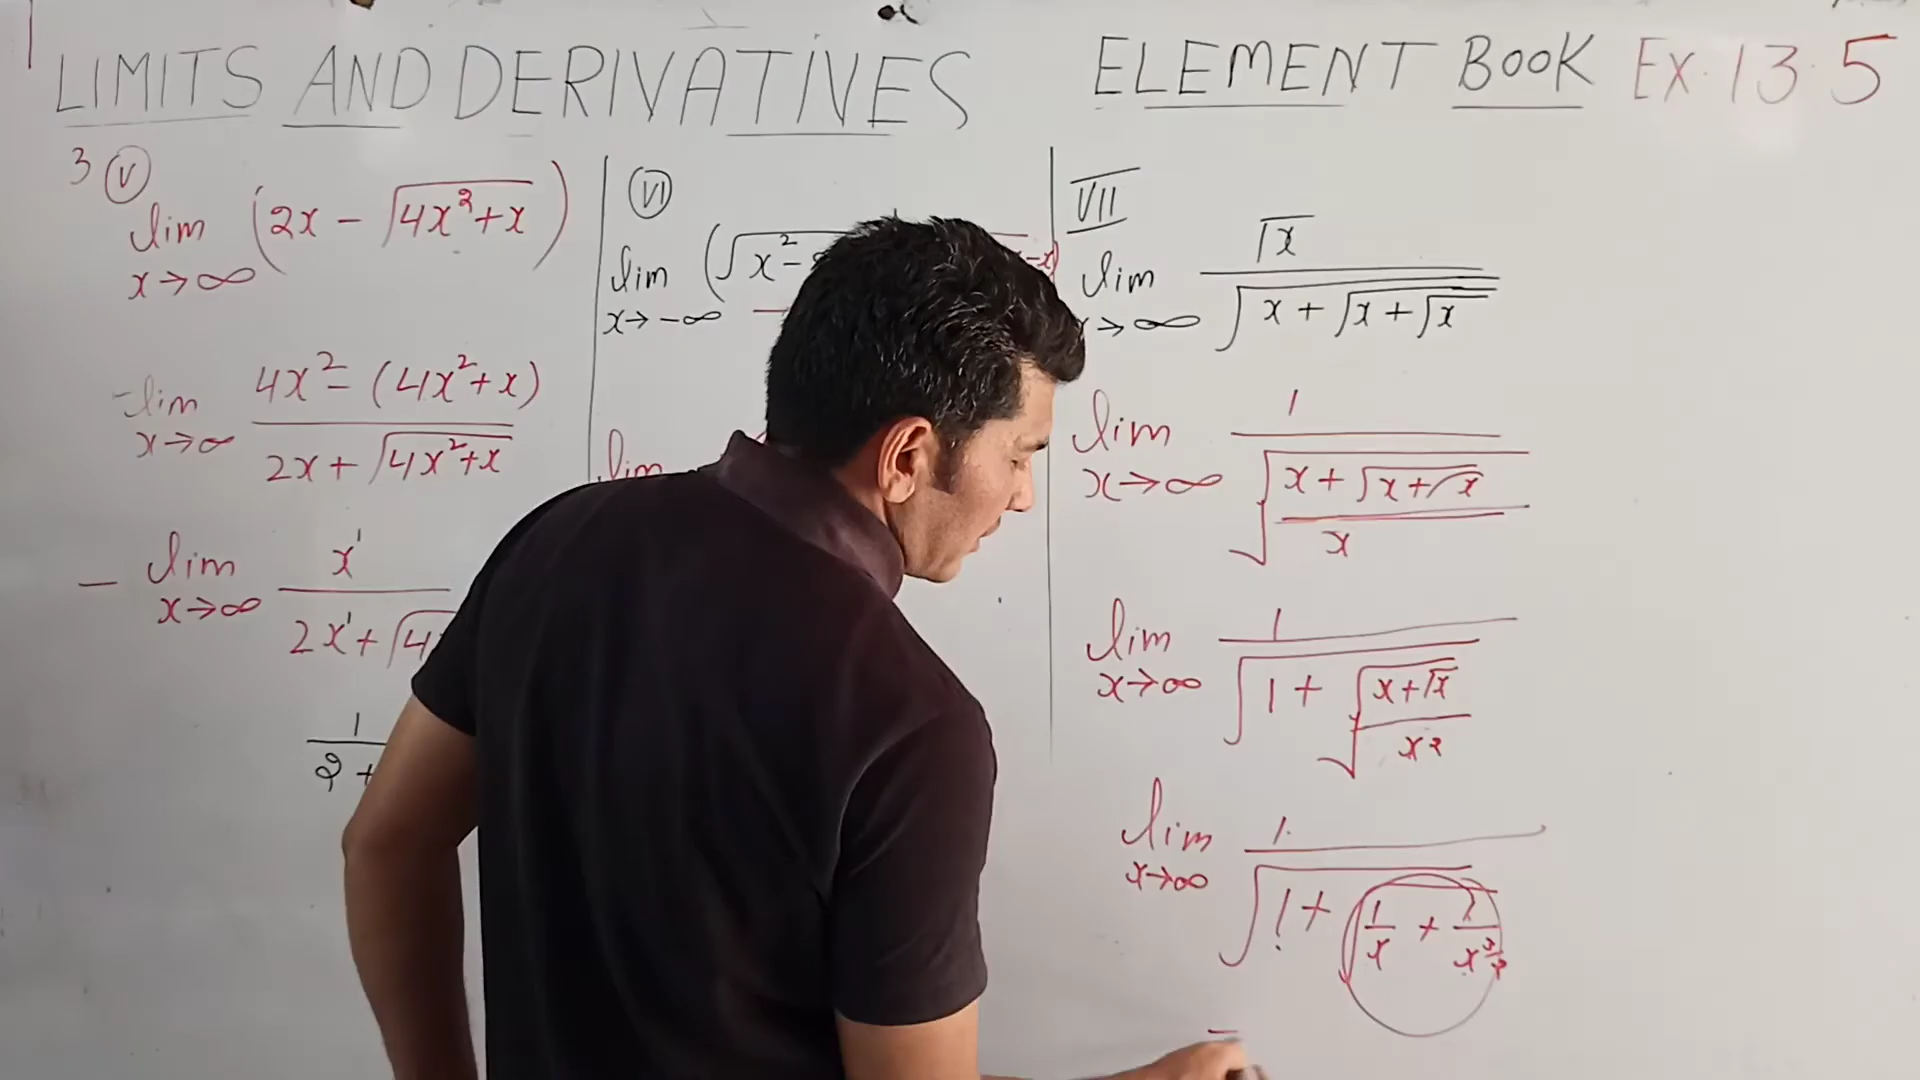 LIMITS AND DERIVATIVES ELEMENT BOOK EX. 13.5
3 (V)
lim x→∞ (2x - √(4x²+x))
lim x→∞ (4x² - (4x²+x)) / (2x + √(4x²+x))
- lim x→∞ x' / (2x' + √4
1 / 2 +
(VI)
lim x→-∞ (√x² - -x)
lim
VII
lim x→∞ √x / √(x + √(x + √x))
lim x→∞ 1 / √((x + √(x + √x)) / x)
lim x→∞ 1 / √(1 + √((x + √x) / x²))
lim x→∞ 1 / √(1 + √(1/x + 1/x^(3/2)))